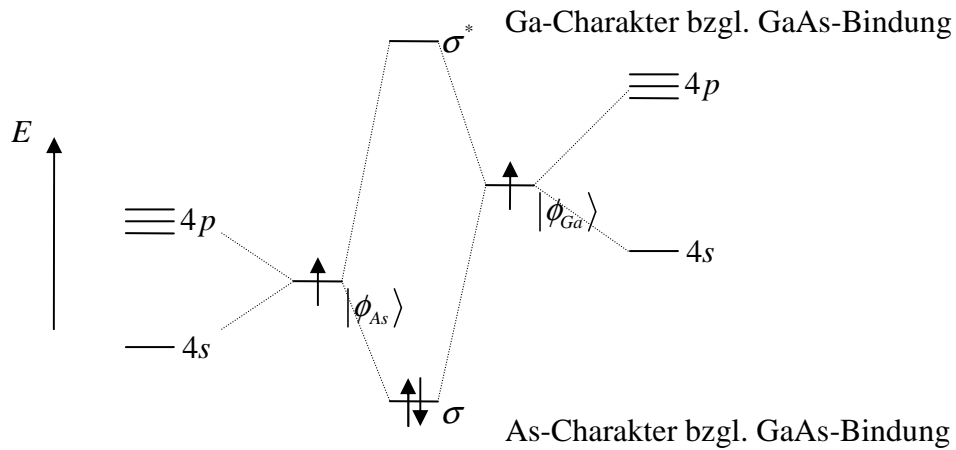 Ga-Charakter bzgl. GaAs-Bindung
σ*
4p
E
4p
|ϕGa⟩
4s
|ϕAs⟩
4s
σ
As-Charakter bzgl. GaAs-Bindung